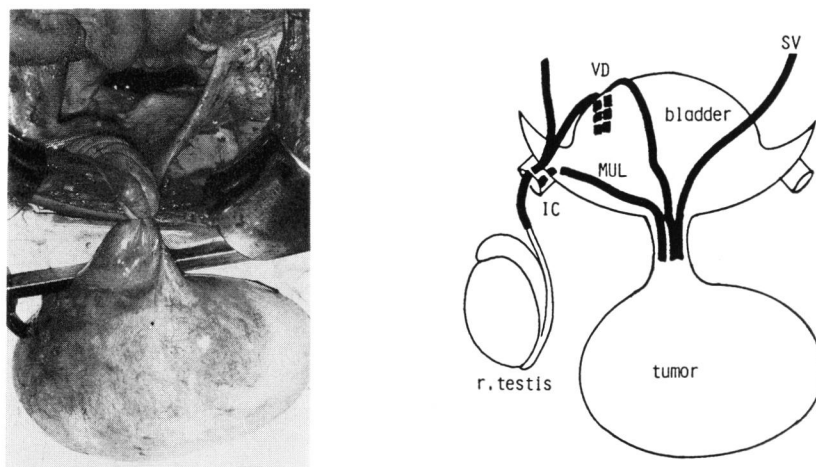 SV
VD
bladder
MUL
IC
r.testis
tumor